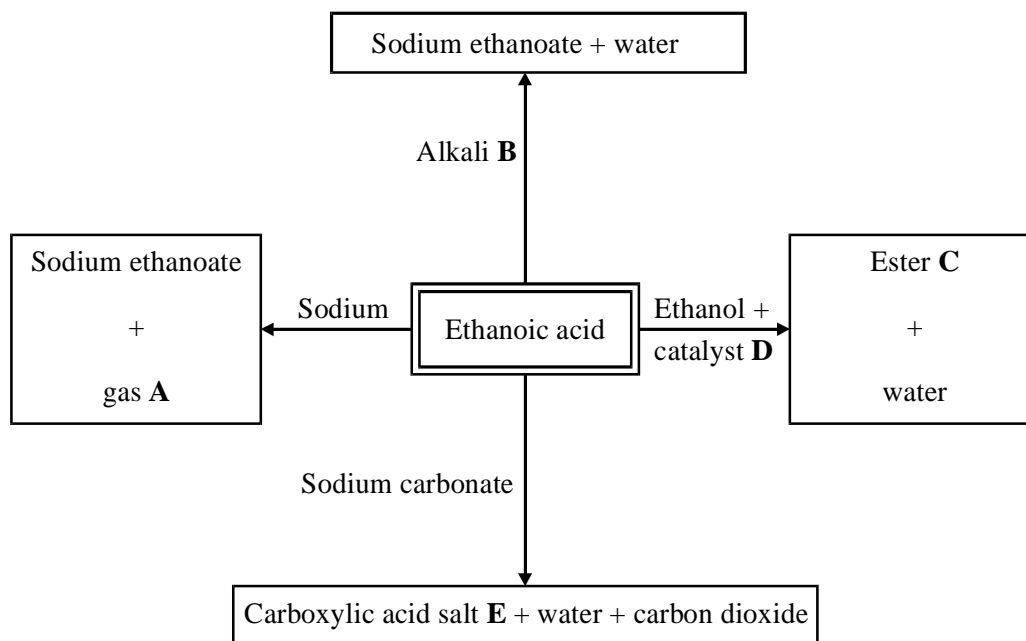 Sodium ethanoate + water
Alkali B
Sodium ethanoate
+
gas A
Sodium
Ethanoic acid
Ethanol +
catalyst D
Ester C
+
water
Sodium carbonate
Carboxylic acid salt E + water + carbon dioxide